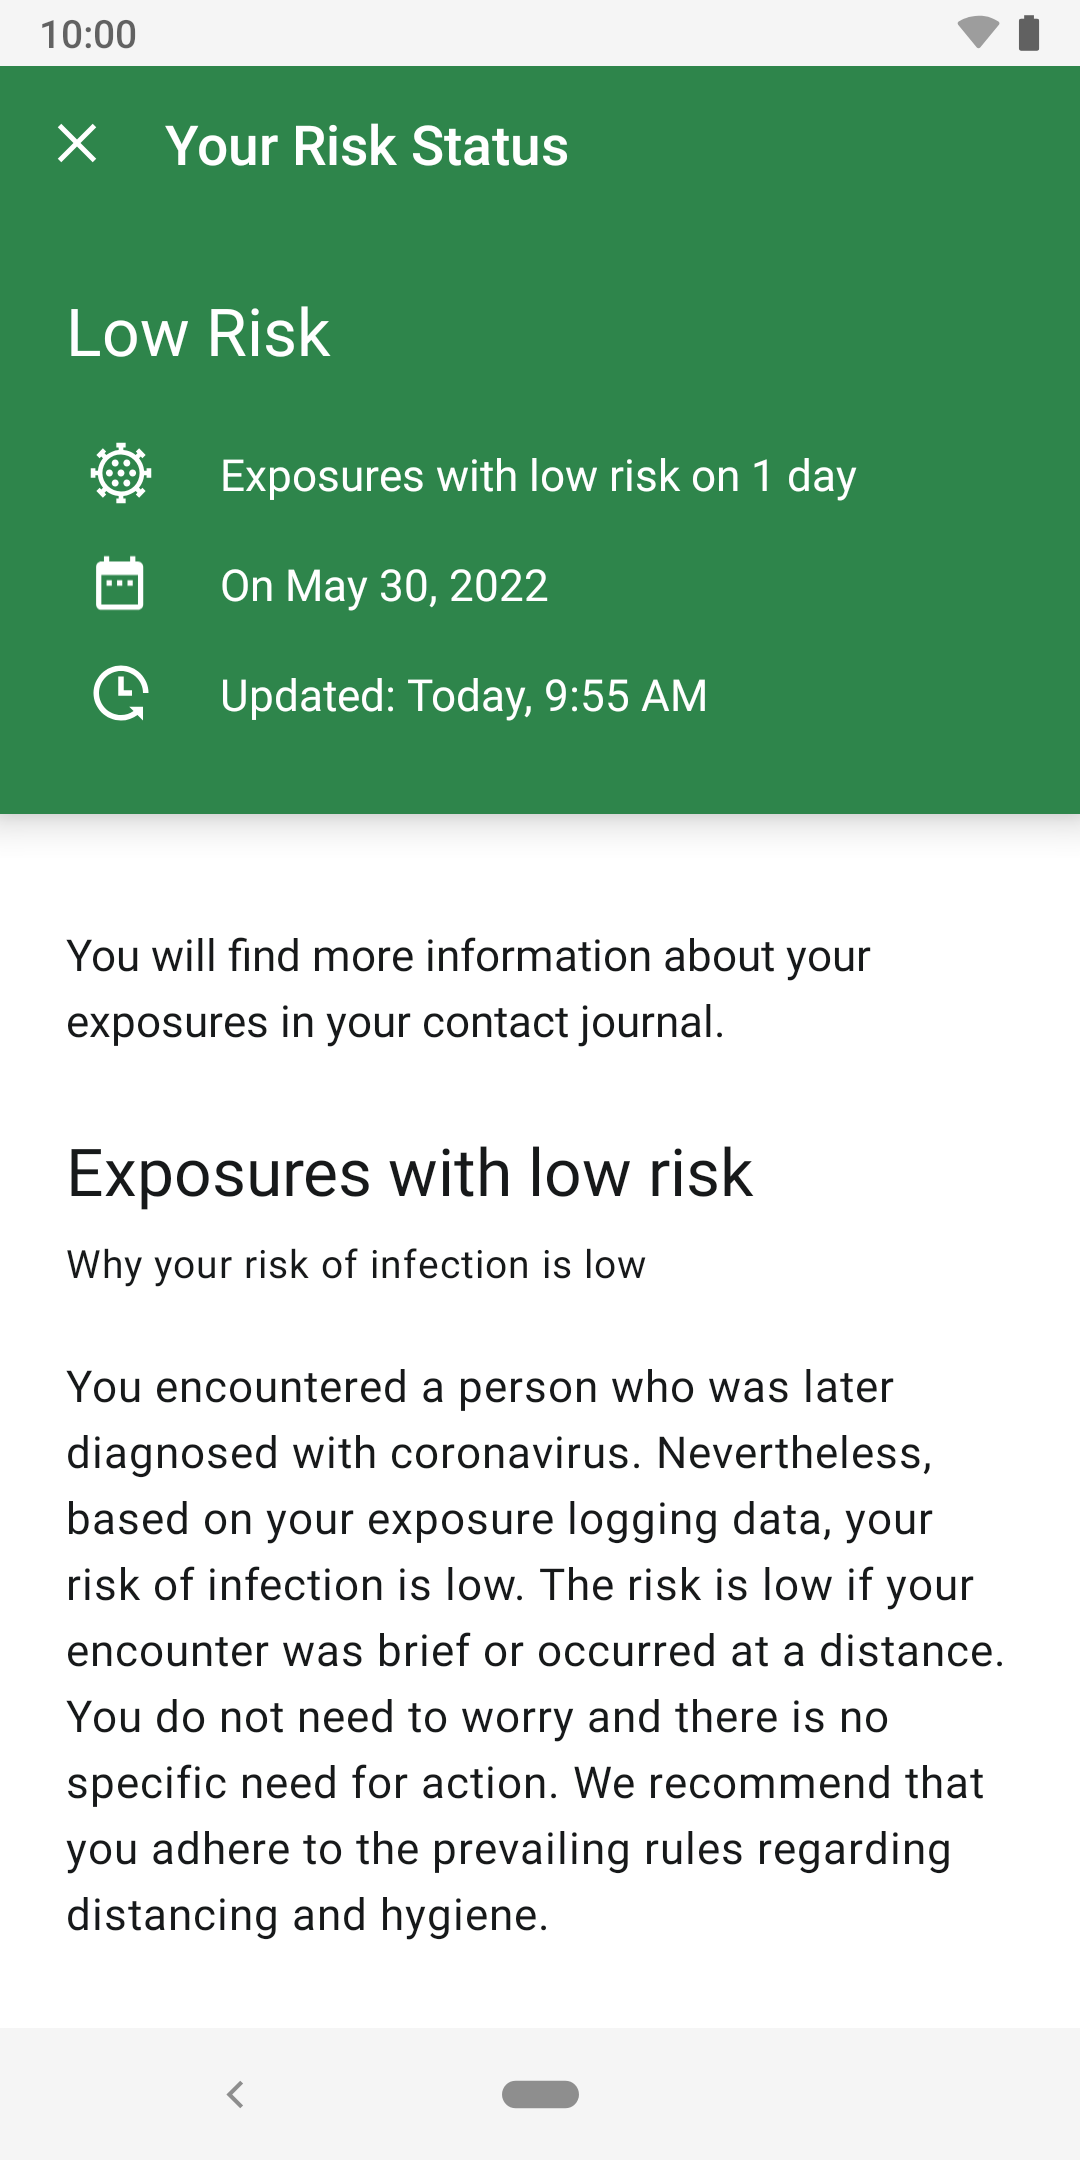 10:00
Your Risk Status
Low Risk
Exposures with low risk on 1 day
On May 30, 2022
Updated: Today, 9:55 AM
You will find more information about your
exposures in your contact journal.
Exposures with low risk
Why your risk of infection is low
You encountered a person who was later
diagnosed with coronavirus. Nevertheless,
based on your exposure logging data, your
risk of infection is low. The risk is low if your
encounter was brief or occurred at a distance.
You do not need to worry and there is no
specific need for action. We recommend that
you adhere to the prevailing rules regarding
distancing and hygiene.